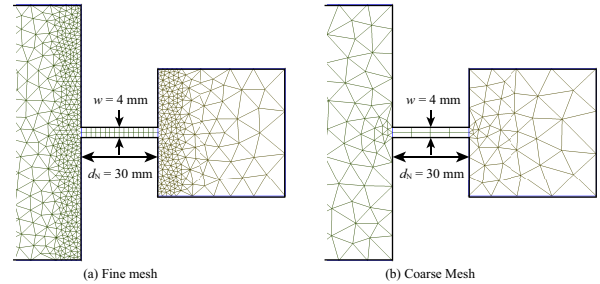 w = 4 mm
d_N = 30 mm
(a) Fine mesh
w = 4 mm
d_N = 30 mm
(b) Coarse Mesh